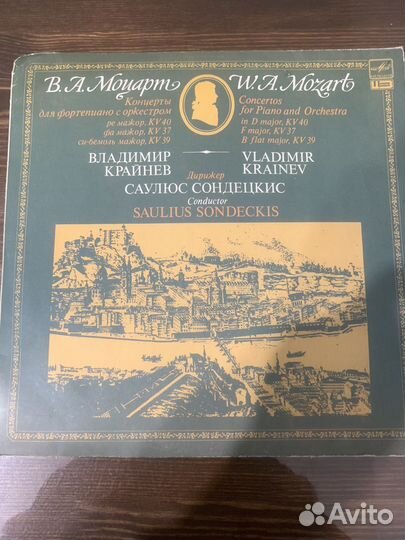 В. А. Моцарт
Концерты
для фортепиано с оркестром
ре мажор, KV 40
фа мажор, KV 37
си-бемоль мажор, KV 39
ВЛАДИМИР
КРАЙНЕВ
W. A. Mozart
Concertos
for Piano and Orchestra
in D major, KV 40
F major, KV 37
B flat major, KV 39
VLADIMIR
KRAINEV
Дирижер
САУЛЮС СОНДЕЦКИС
Conductor
SAULIUS SONDECKIS
Avito